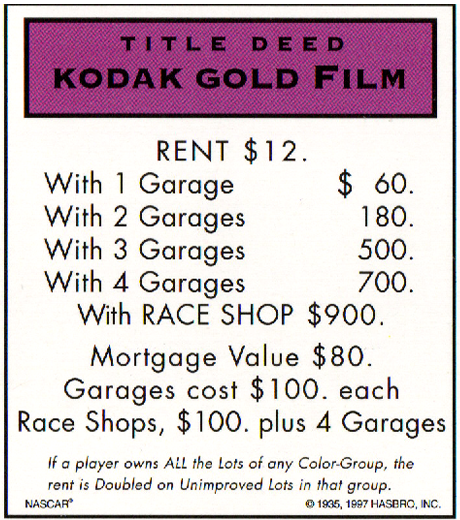 TITLE DEED
KODAK GOLD FILM
RENT $12.
With 1 Garage $ 60.
With 2 Garages 180.
With 3 Garages 500.
With 4 Garages 700.
With RACE SHOP $900.
Mortgage Value $80.
Garages cost $100. each
Race Shops, $100. plus 4 Garages
If a player owns ALL the Lots of any Color-Group, the
rent is Doubled on Unimproved Lots in that group.
NASCAR® © 1935, 1997 HASBRO, INC.